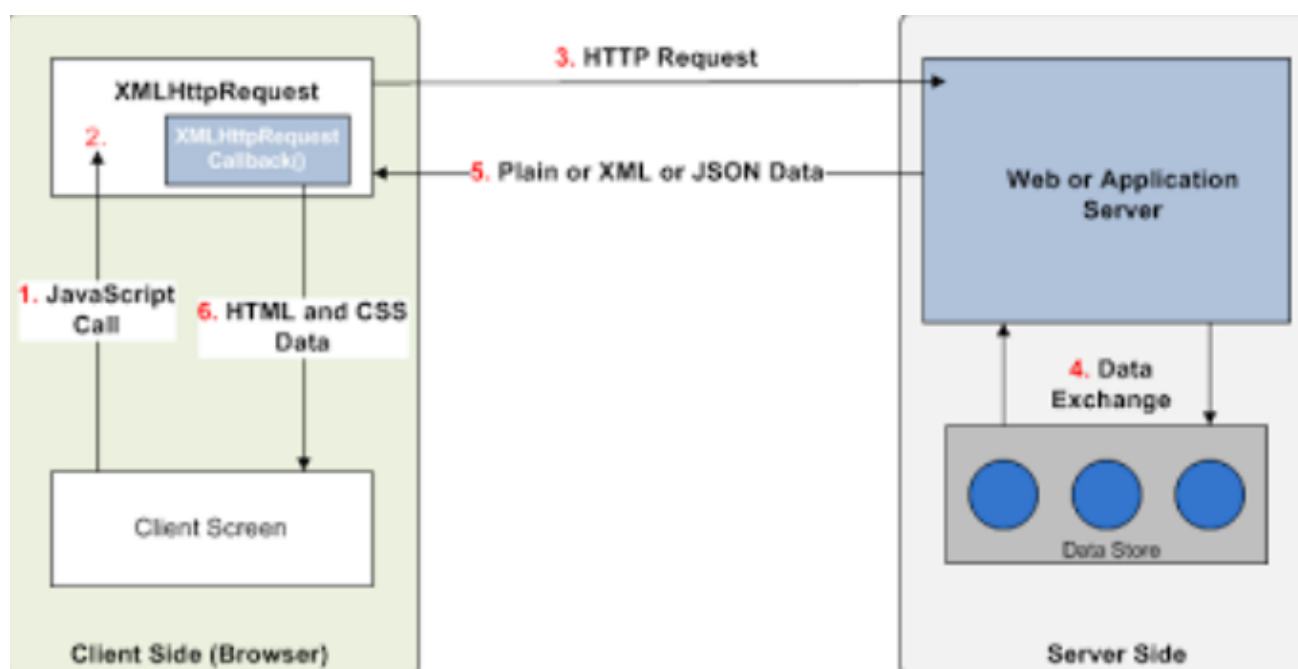 3. HTTP Request
XMLHttpRequest
2.
XMLHttpRequest
Callback()
5. Plain or XML or JSON Data
Web or Application
Server
1. JavaScript
Call
6. HTML and CSS
Data
4. Data
Exchange
Client Screen
Data Store
Client Side (Browser)
Server Side